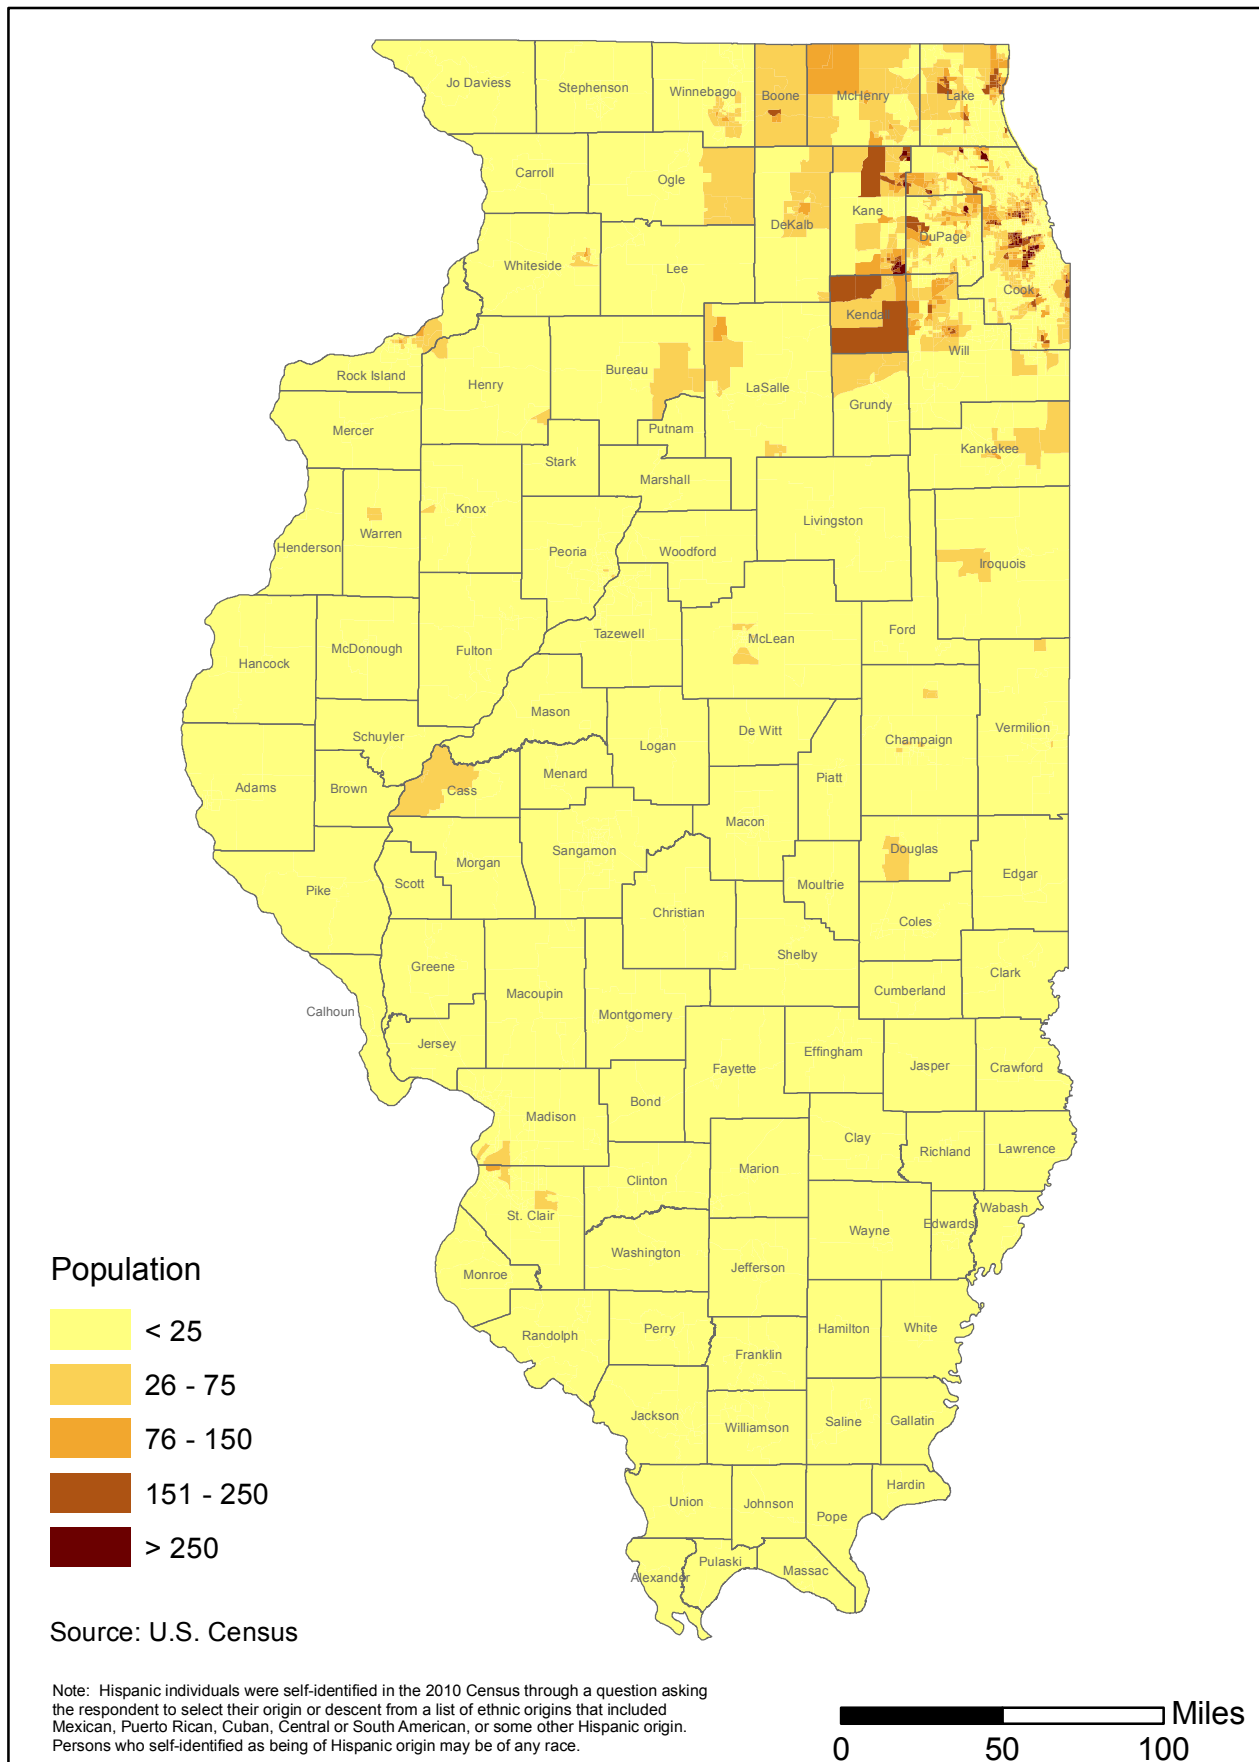 Jo Daviess
Stephenson
Winnebago
Boone
McHenry
Lake
Carroll
Ogle
DeKalb
Kane
DuPage
Cook
Whiteside
Lee
Kendall
Will
Rock Island
Henry
Bureau
LaSalle
Grundy
Mercer
Putnam
Kankakee
Stark
Marshall
Henderson
Warren
Knox
Peoria
Woodford
Livingston
Iroquois
Hancock
McDonough
Fulton
Tazewell
McLean
Ford
Mason
Schuyler
Logan
De Witt
Champaign
Vermilion
Adams
Brown
Cass
Menard
Piatt
Macon
Pike
Scott
Morgan
Sangamon
Christian
Moultrie
Douglas
Edgar
Coles
Shelby
Greene
Macoupin
Montgomery
Cumberland
Clark
Calhoun
Jersey
Fayette
Effingham
Jasper
Crawford
Madison
Bond
Clay
Richland
Lawrence
Clinton
Marion
St. Clair
Wayne
Edwards
Wabash
Monroe
Washington
Jefferson
Randolph
Perry
Franklin
Hamilton
White
Jackson
Williamson
Saline
Gallatin
Union
Johnson
Pope
Hardin
Alexander
Pulaski
Massac
Population
< 25
26 - 75
76 - 150
151 - 250
> 250
Source: U.S. Census
Note: Hispanic individuals were self-identified in the 2010 Census through a question asking
the respondent to select their origin or descent from a list of ethnic origins that included
Mexican, Puerto Rican, Cuban, Central or South American, or some other Hispanic origin.
Persons who self-identified as being of Hispanic origin may be of any race.
Miles
0 50 100